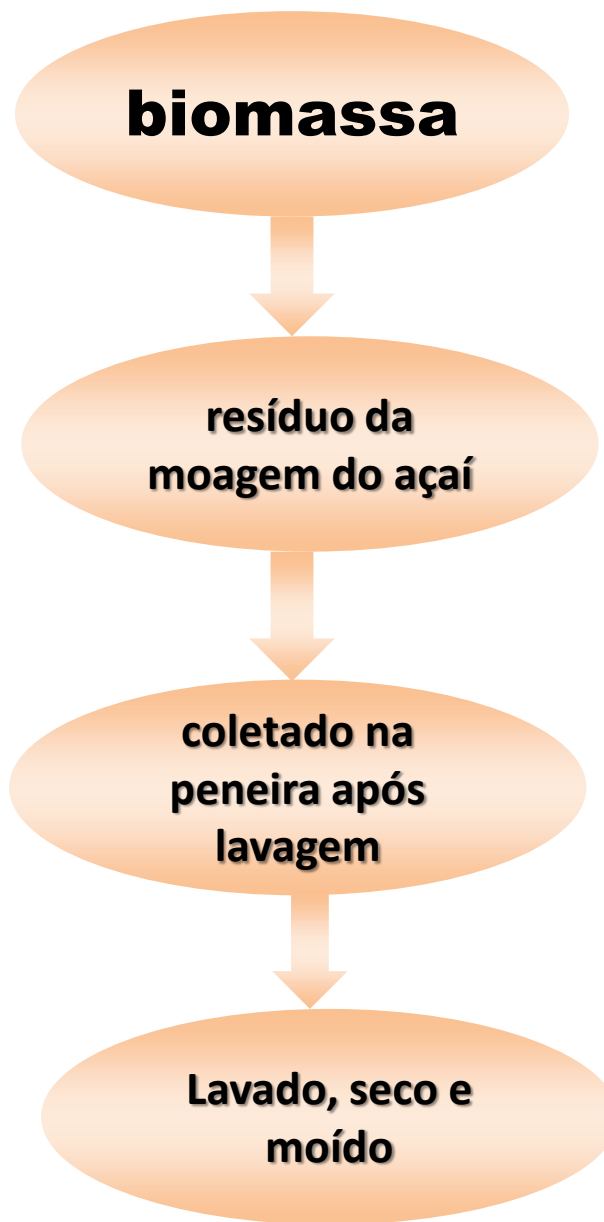 biomassa
resíduo da
moagem do açaí
coletado na
peneira após
lavagem
Lavado, seco e
moído